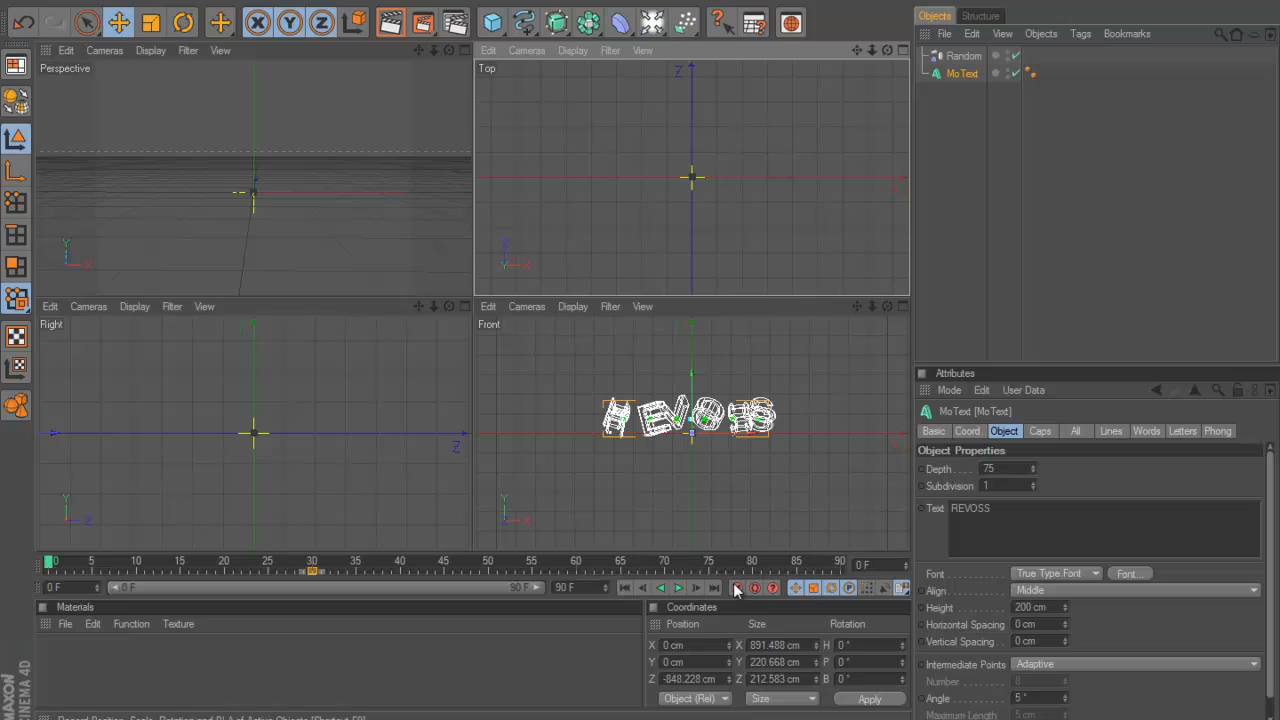 Objects Structure
File Edit View Objects Tags Bookmarks
Edit Cameras Display Filter View
Edit Cameras Display Filter View
Perspective
Top
Random
MoText
Z
Y
X
Z
Y X
Edit Cameras Display Filter View
Edit Cameras Display Filter View
Right
Front
REVOSS
Z
Y
Z
Y
X
Attributes
Mode Edit User Data
MoText [MoText]
Basic Coord Object Caps All Lines Words Letters Phong
Object Properties
Depth 75
Subdivision 1
Text REVOSS
Font True Type Font Font...
Align Middle
Height 200 cm
Horizontal Spacing 0 cm
Vertical Spacing 0 cm
Intermediate Points Adaptive
Number 8
Angle 5 °
Maximum Length 5 cm
0 5 10 15 20 25 30 35 40 45 50 55 60 65 70 75 80 85 90 0 F
0 F 0 F 90 F 90 F
Materials
File Edit Function Texture
Coordinates
Position Size Rotation
X 0 cm X 891.488 cm H 0 °
Y 0 cm Y 220.668 cm P 0 °
Z -848.228 cm Z 212.583 cm B 0 °
Object (Rel) Size Apply
MAXON
CINEMA 4D